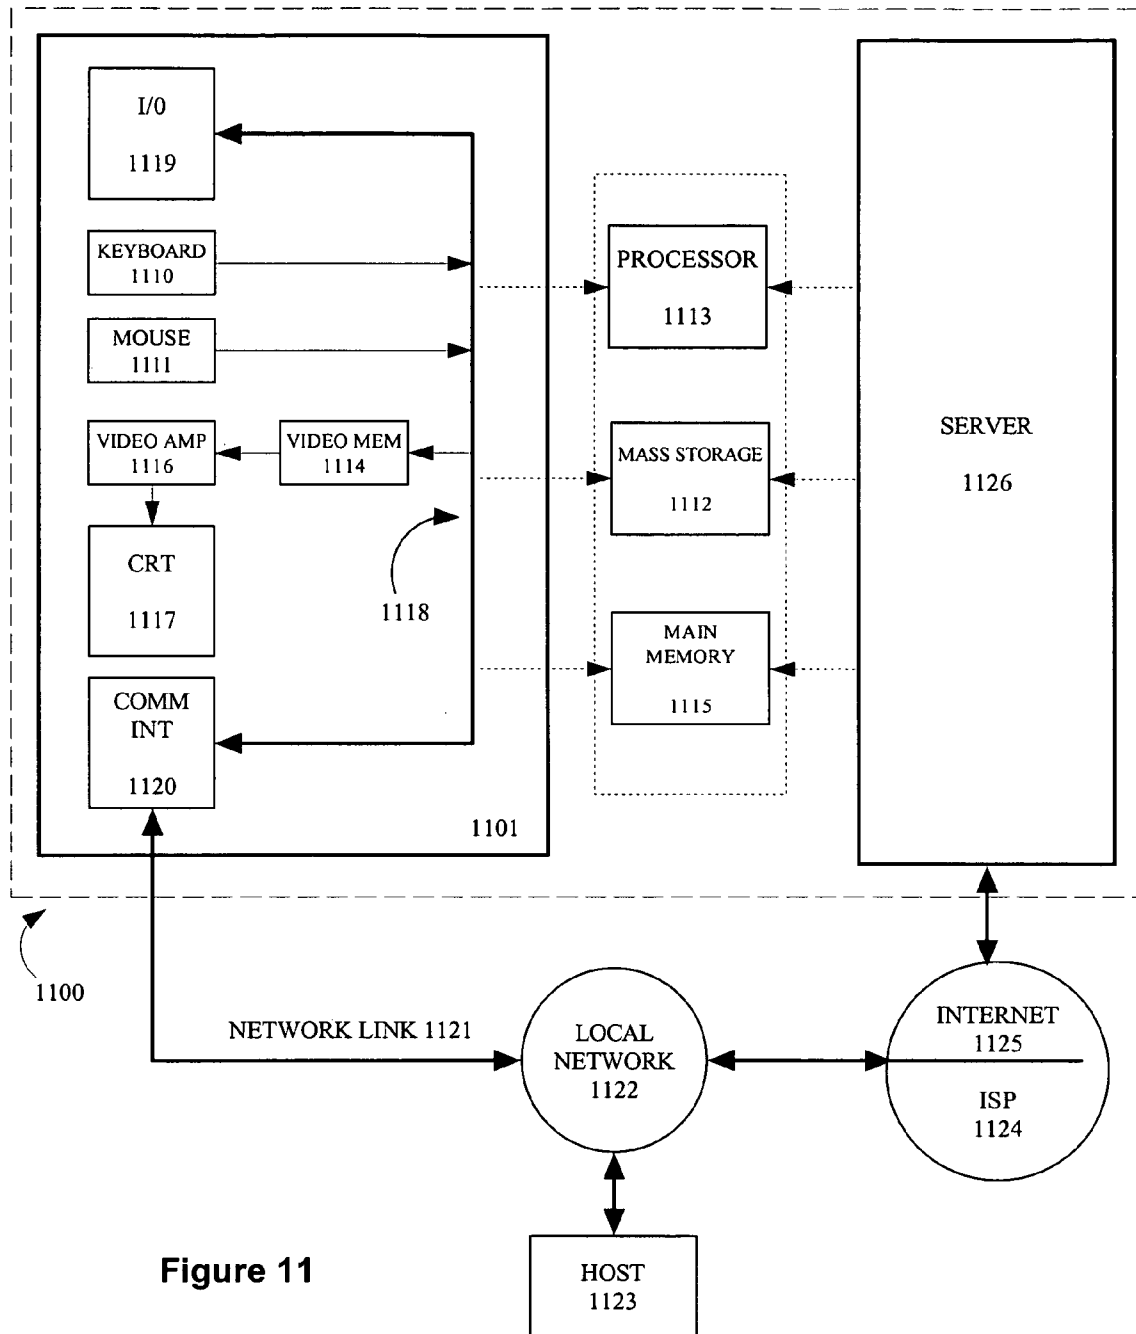 I/0
1119
KEYBOARD
1110
MOUSE
1111
VIDEO AMP
1116
VIDEO MEM
1114
CRT
1117
1118
COMM
INT
1120
1101
PROCESSOR
1113
MASS STORAGE
1112
MAIN
MEMORY
1115
SERVER
1126
1100
NETWORK LINK 1121
LOCAL
NETWORK
1122
INTERNET
1125
ISP
1124
HOST
1123
Figure 11